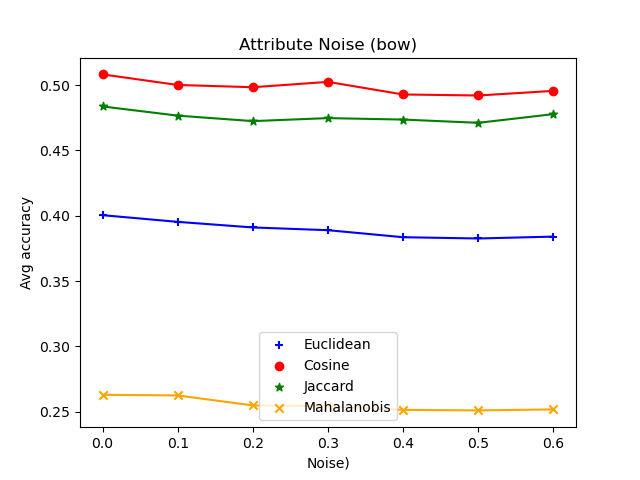 Attribute Noise (bow)
Avg accuracy
0.50
0.45
0.40
0.35
0.30
0.25
Euclidean
Cosine
Jaccard
Mahalanobis
0.0 0.1 0.2 0.3 0.4 0.5 0.6
Noise)